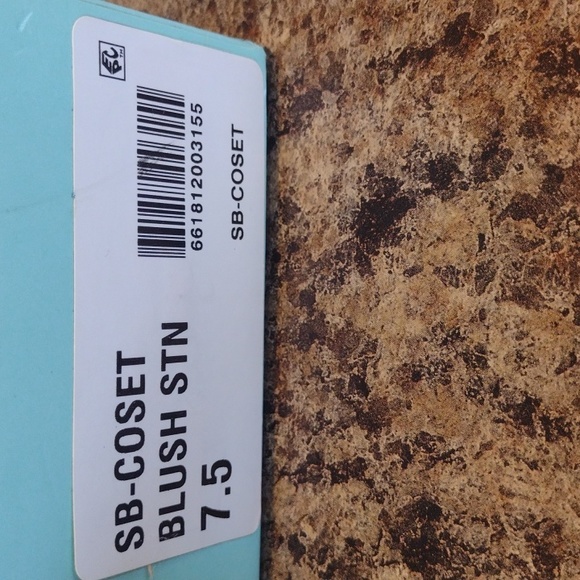 SB-COSET
BLUSH STN
7.5
661812003155
SB-COSET